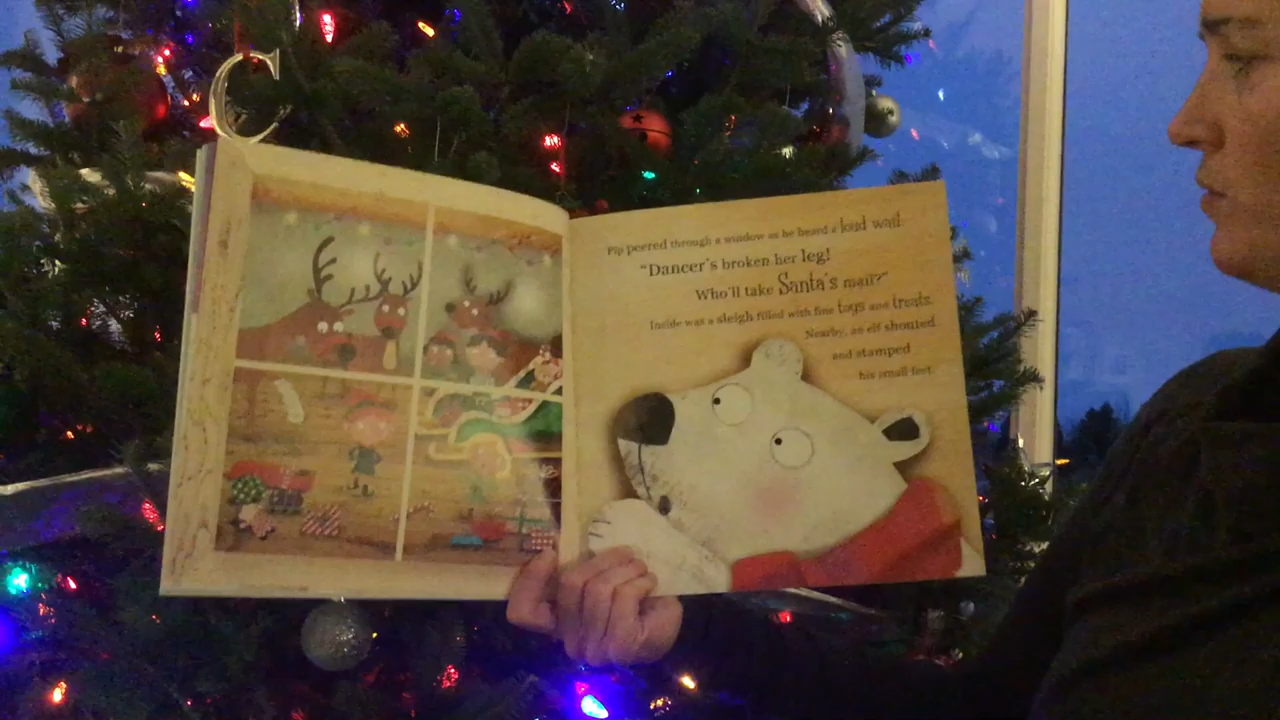 C
Pip peered through a window as he heard a loud wail:
"Dancer's broken her leg!
Who'll take Santa's mail?"
Inside was a sleigh filled with fine toys and treats.
Nearby, an elf shouted
and stamped
his small feet.